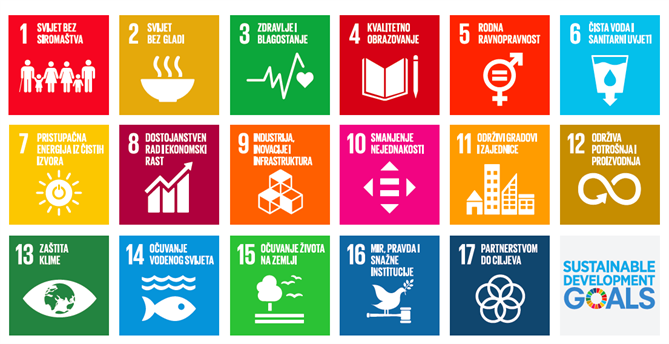 1 SVIJET BEZ
SIROMAŠTVA
2 SVIJET
BEZ GLADI
3 ZDRAVLJE I
BLAGOSTANJE
4 KVALITETNO
OBRAZOVANJE
5 RODNA
RAVNOPRAVNOST
6 ČISTA VODA I
SANITARNI UVJETI
7 PRISTUPAČNA
ENERGIJA IZ ČISTIH
IZVORA
8 DOSTOJANSTVEN
RAD I EKONOMSKI
RAST
9 INDUSTRIJA,
INOVACIJE I
INFRASTRUKTURA
10 SMANJENJE
NEJEDNAKOSTI
11 ODRŽIVI GRADOVI
I ZAJEDNICE
12 ODRŽIVA
POTROŠNJA I
PROIZVODNJA
13 ZAŠTITA
KLIME
14 OČUVANJE
VODENOG SVIJETA
15 OČUVANJE ŽIVOTA
NA ZEMLJI
16 MIR, PRAVDA I
SNAŽNE
INSTITUCIJE
17 PARTNERSTVOM
DO CILJEVA
SUSTAINABLE
DEVELOPMENT
GOALS